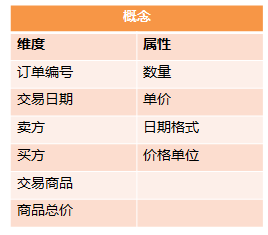 概念
维度 属性
订单编号 数量
交易日期 单价
卖方 日期格式
买方 价格单位
交易商品
商品总价